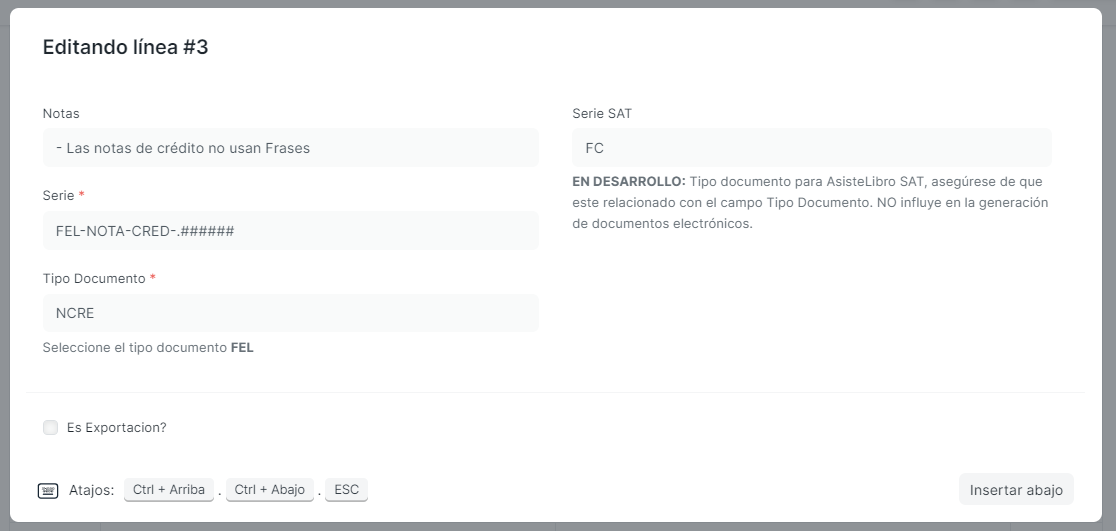 Editando línea #3
Notas
- Las notas de crédito no usan Frases
Serie *
FEL-NOTA-CRED-.######
Tipo Documento *
NCRE
Seleccione el tipo documento FEL
Serie SAT
FC
EN DESARROLLO: Tipo documento para AsisteLibro SAT, asegúrese de que
este relacionado con el campo Tipo Documento. NO influye en la generación
de documentos electrónicos.
Es Exportacion?
Atajos: Ctrl + Arriba . Ctrl + Abajo . ESC
Insertar abajo